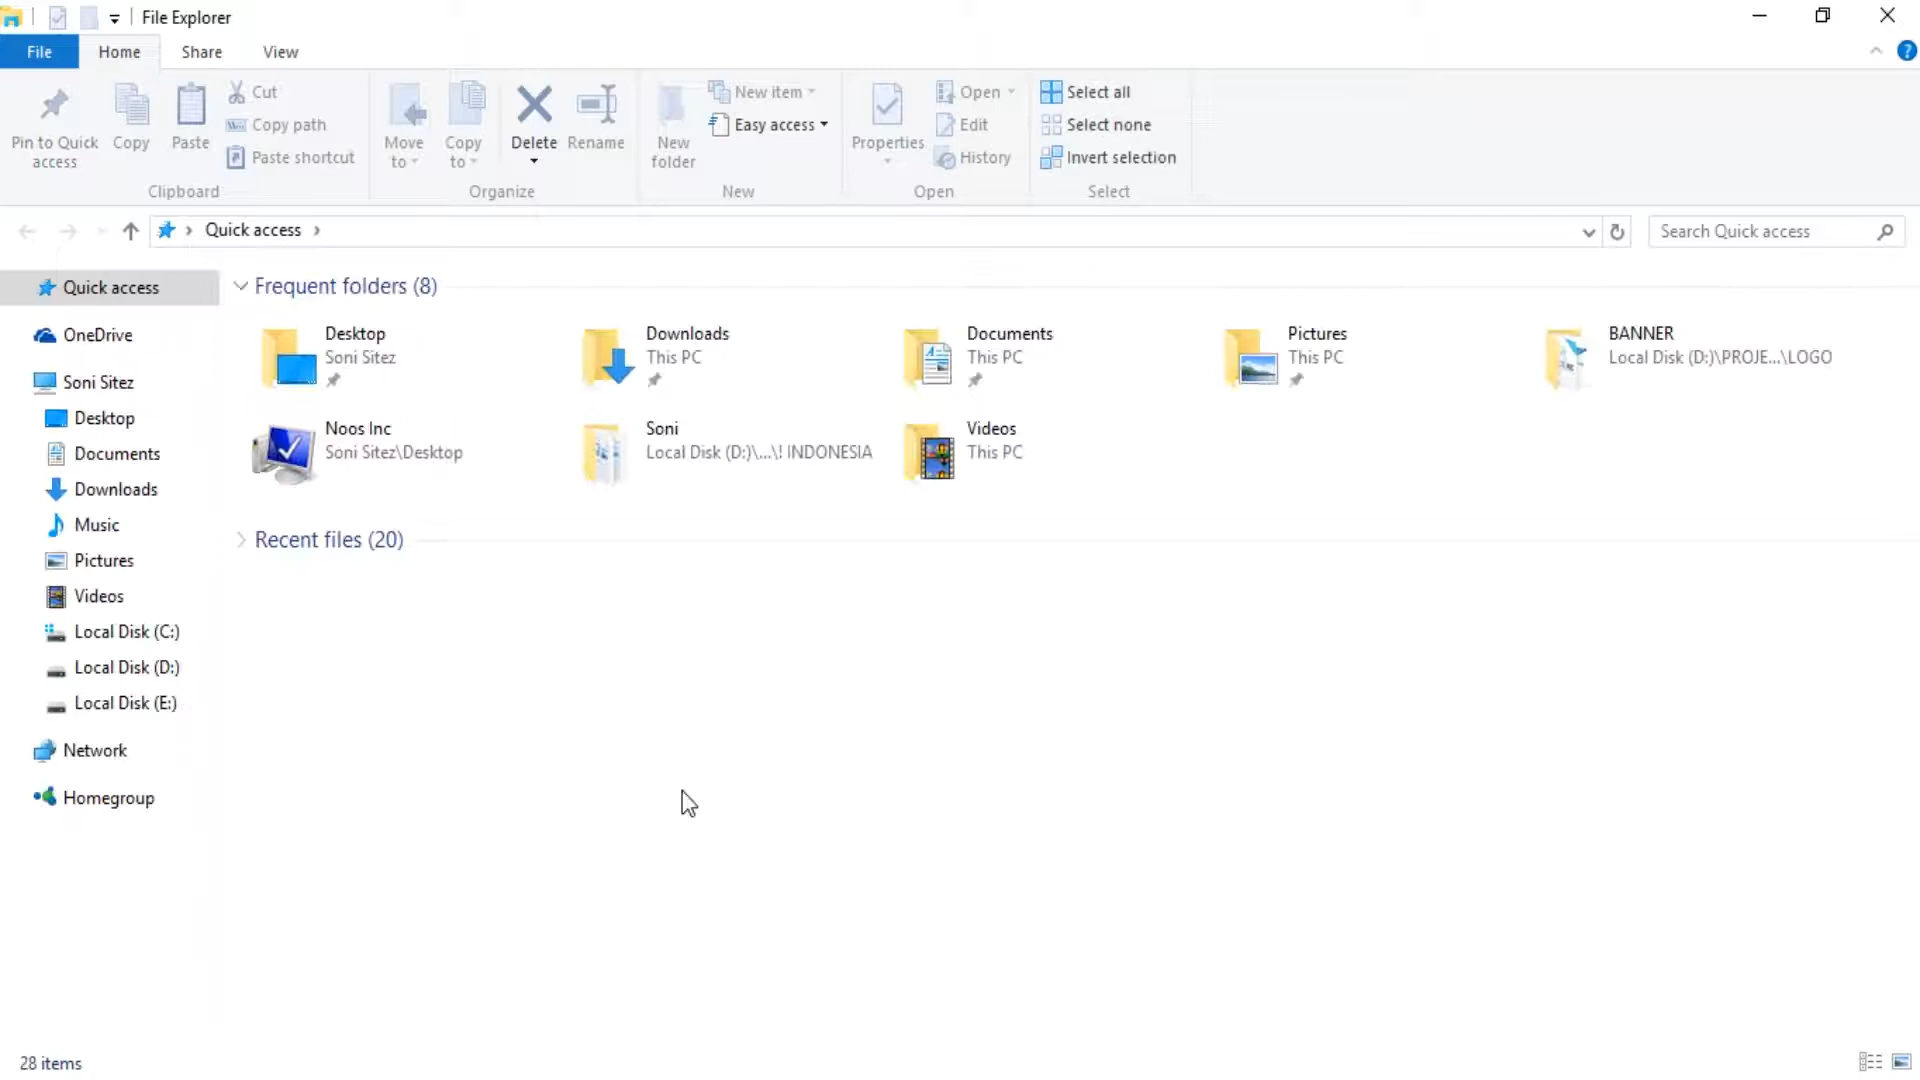 File Explorer
File Home Share View
Pin to Quick access
Copy
Paste
Cut
Copy path
Paste shortcut
Clipboard
Move to
Copy to
Delete
Rename
Organize
New folder
New item
Easy access
New
Properties
Open
Edit
History
Open
Select all
Select none
Invert selection
Select
Quick access
Search Quick access
Quick access
OneDrive
Soni Sitez
Desktop
Documents
Downloads
Music
Pictures
Videos
Local Disk (C:)
Local Disk (D:)
Local Disk (E:)
Network
Homegroup
Frequent folders (8)
Desktop
Soni Sitez
Downloads
This PC
Documents
This PC
Pictures
This PC
BANNER
Local Disk (D:)\PROJE...\LOGO
Noos Inc
Soni Sitez\Desktop
Soni
Local Disk (D:)\...\! INDONESIA
Videos
This PC
Recent files (20)
28 items